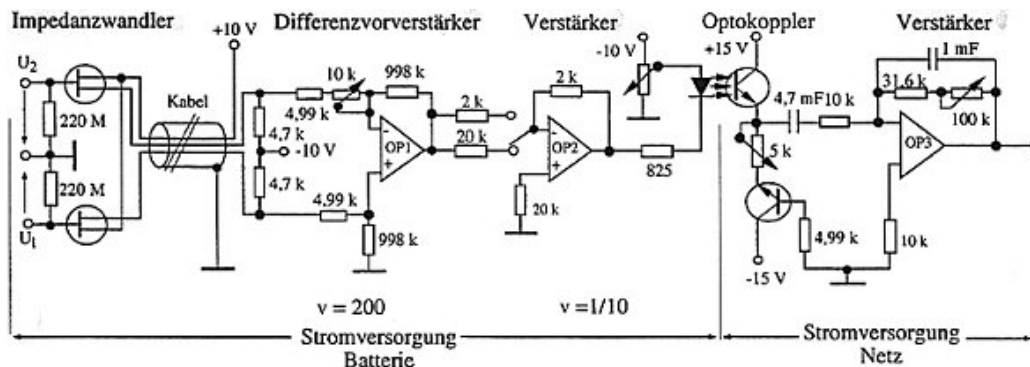 Impedanzwandler
Differenzvorverstärker
Verstärker
Optokoppler
Verstärker
+10 V
-10 V
+15 V
1 mF
U2
10 k
998 k
2 k
31,6 k
Kabel
4,99 k
2 k
4,7 mF
10 k
100 k
220 M
4,7 k
-10 V
OP1
20 k
OP2
5 k
OP3
220 M
4,7 k
825
4,99 k
20 k
U1
998 k
4,99 k
10 k
-15 V
v = 200
v = 1/10
Stromversorgung
Batterie
Stromversorgung
Netz